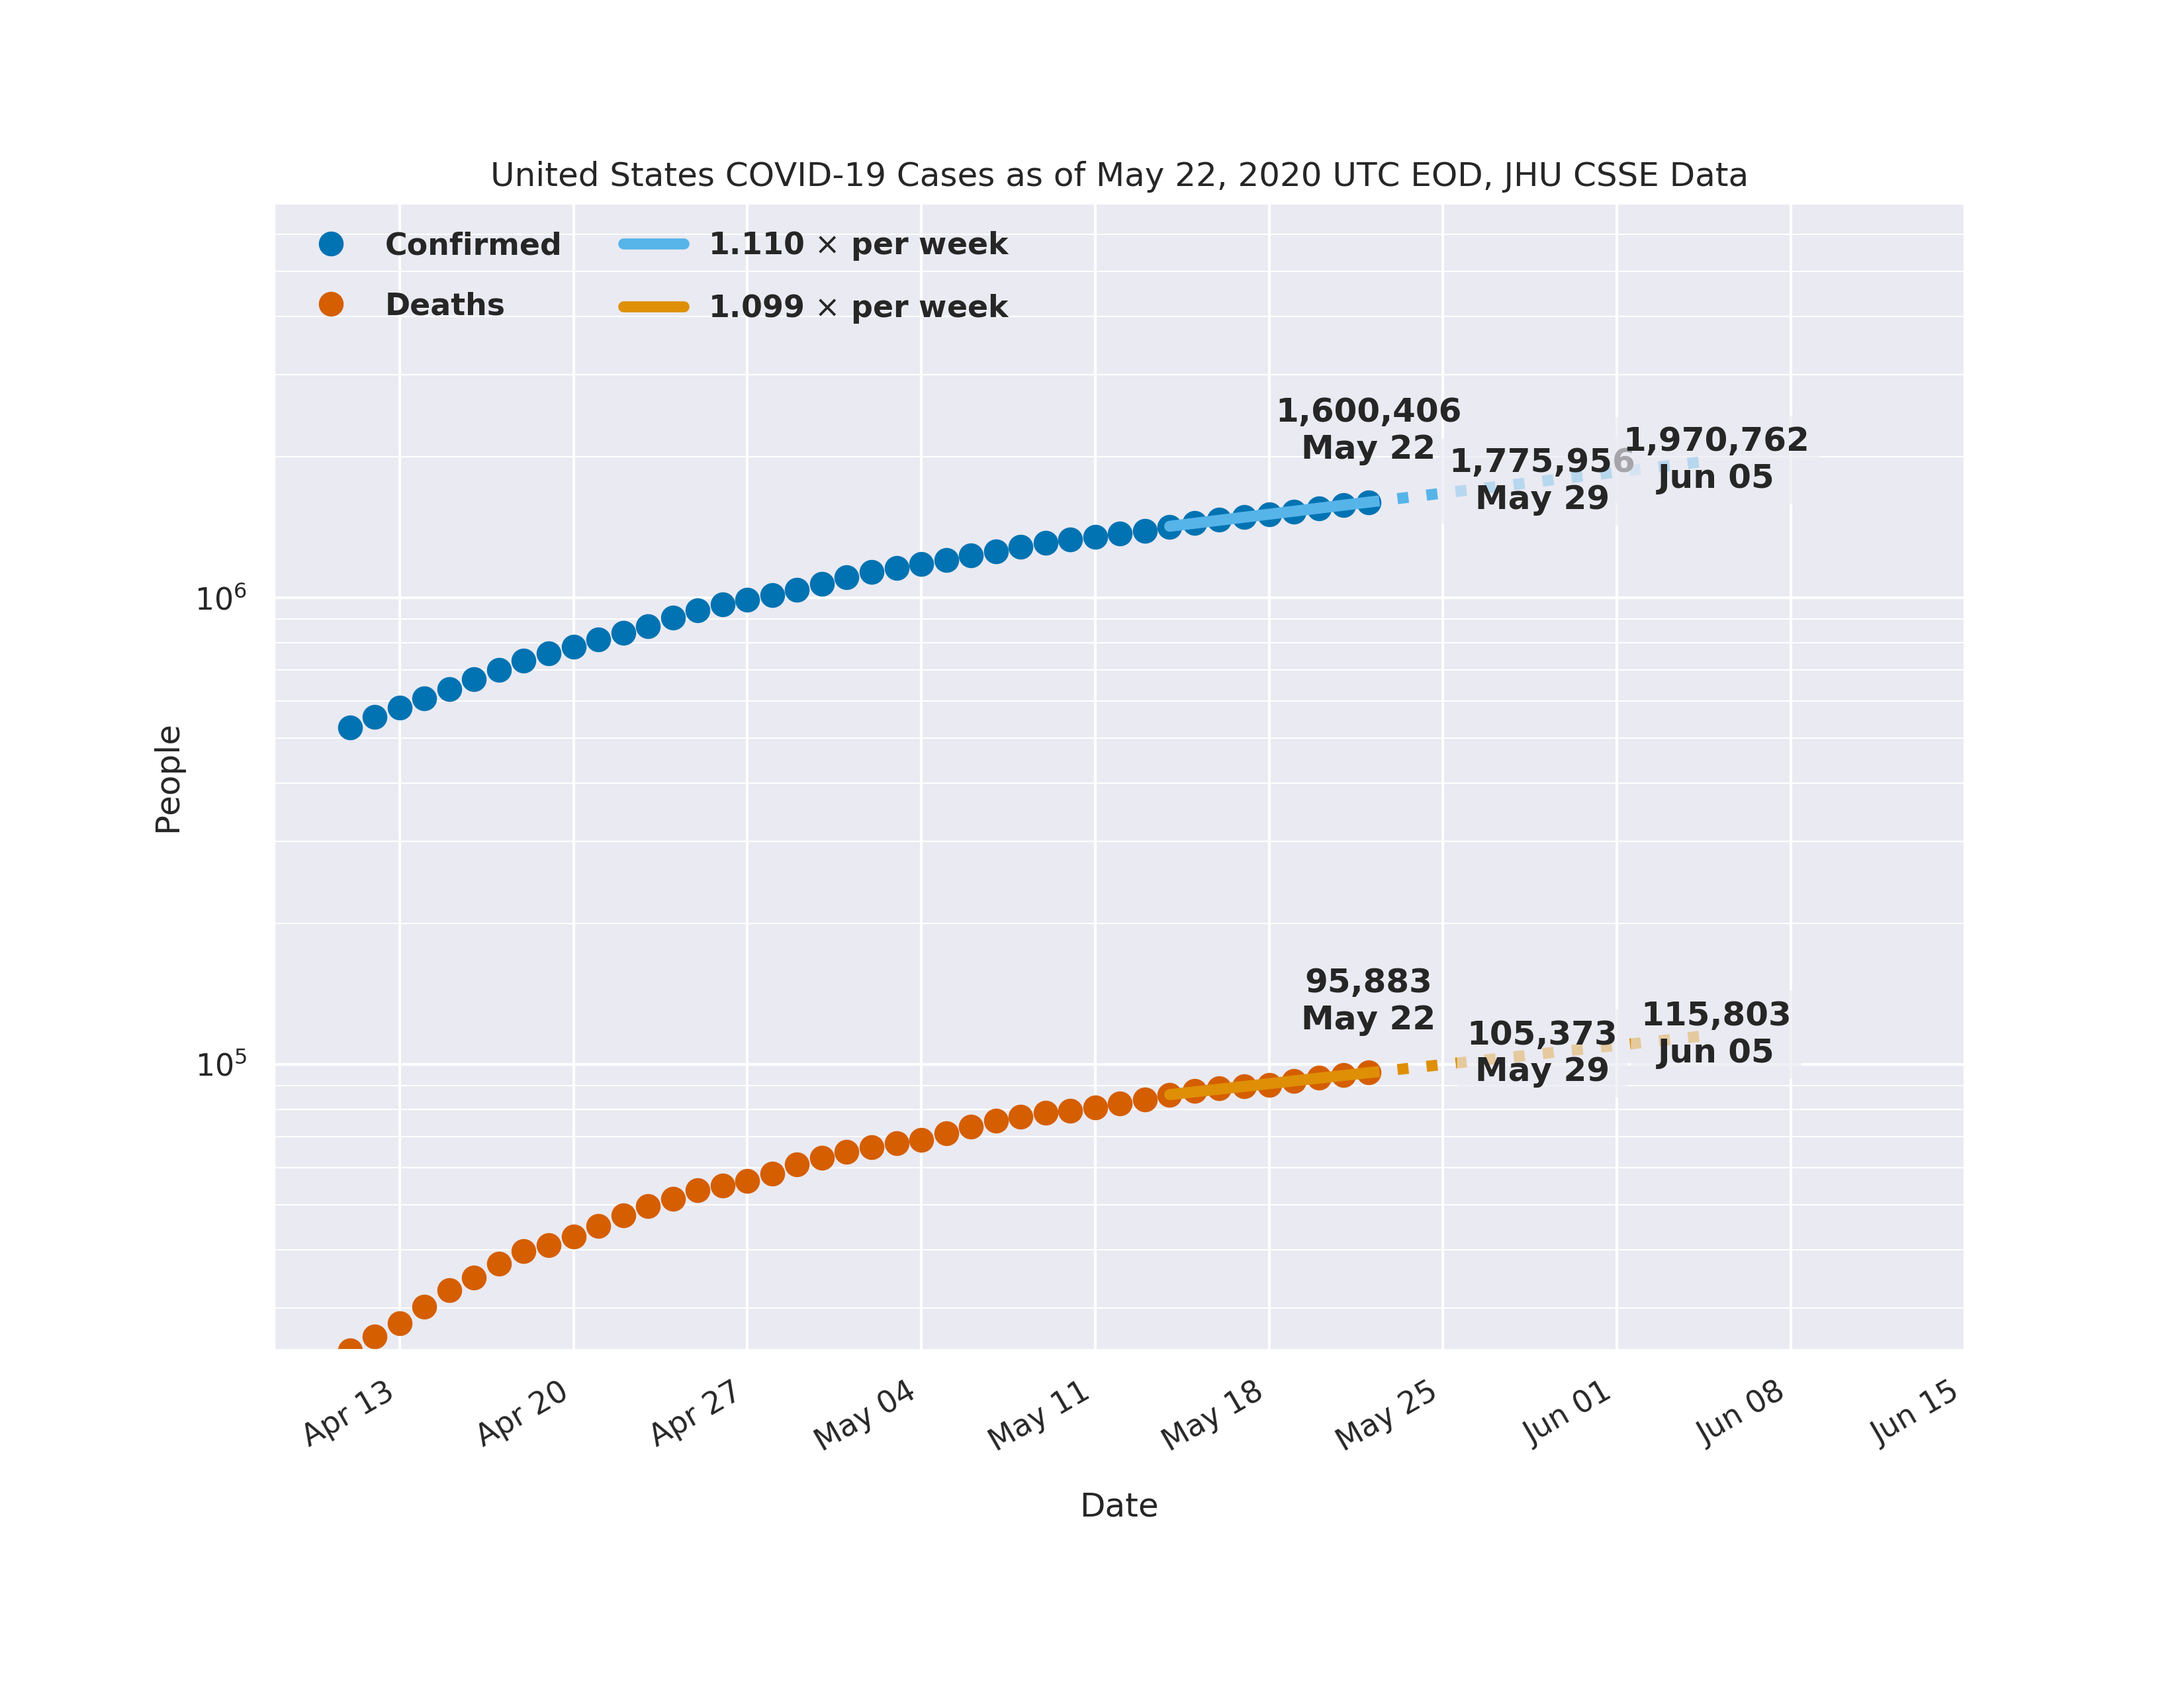 United States COVID-19 Cases as of May 22, 2020 UTC EOD, JHU CSSE Data
Confirmed
Deaths
1.110 × per week
1.099 × per week
1,600,406
May 22
1,775,956
May 29
1,970,762
Jun 05
95,883
May 22
105,373
May 29
115,803
Jun 05
10⁶
10⁵
People
Apr 13
Apr 20
Apr 27
May 04
May 11
May 18
May 25
Jun 01
Jun 08
Jun 15
Date